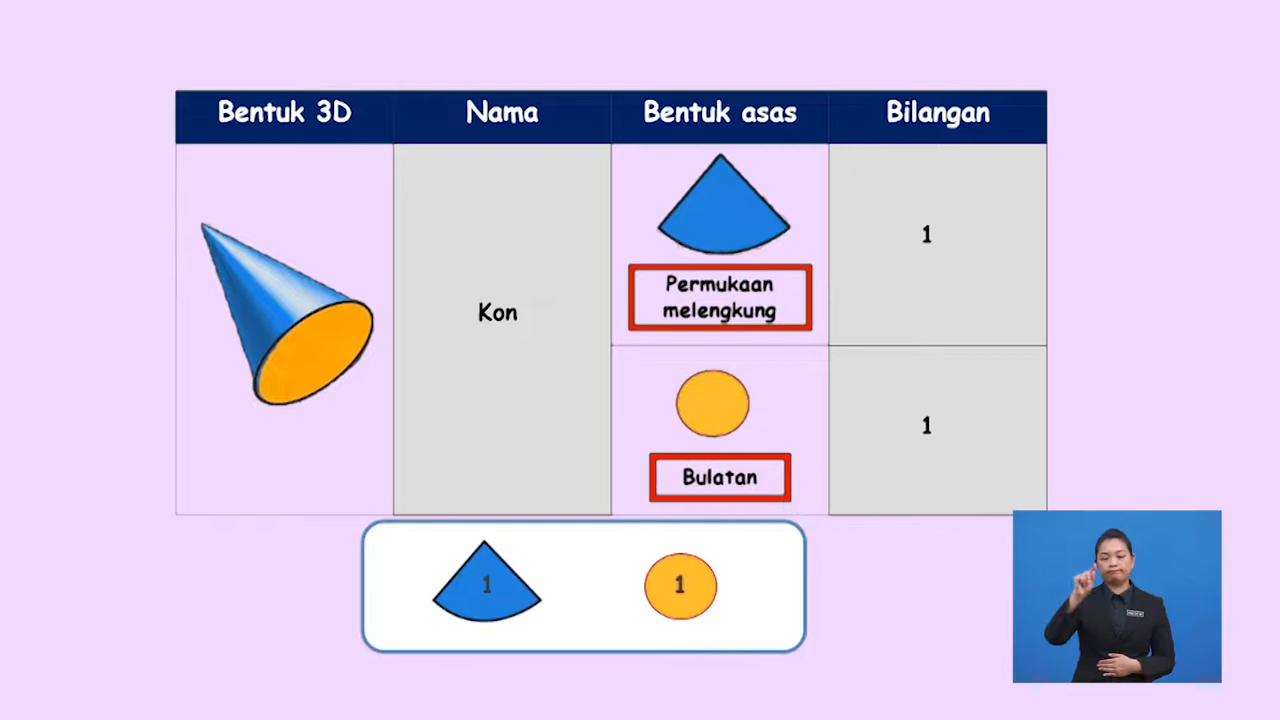 Bentuk 3D Nama Bentuk asas Bilangan
Kon
Permukaan
melengkung
1
Bulatan
1
1 1